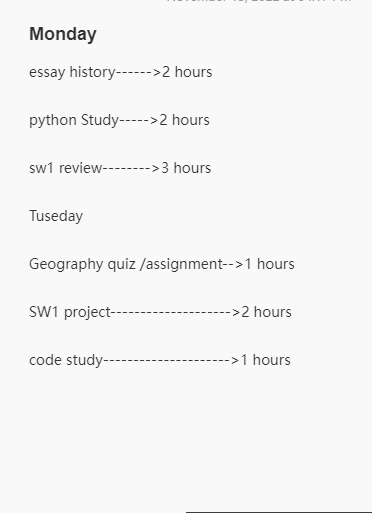 Monday
essay history------>2 hours
python Study----->2 hours
sw1 review-------->3 hours
Tuseday
Geography quiz /assignment-->1 hours
SW1 project-------------------->2 hours
code study--------------------->1 hours